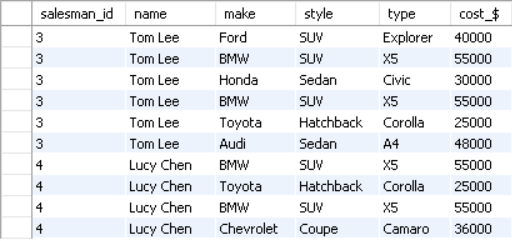 salesman_id name make style type cost_$
3 Tom Lee Ford SUV Explorer 40000
3 Tom Lee BMW SUV X5 55000
3 Tom Lee Honda Sedan Civic 30000
3 Tom Lee BMW SUV X5 55000
3 Tom Lee Toyota Hatchback Corolla 25000
3 Tom Lee Audi Sedan A4 48000
4 Lucy Chen BMW SUV X5 55000
4 Lucy Chen Toyota Hatchback Corolla 25000
4 Lucy Chen BMW SUV X5 55000
4 Lucy Chen Chevrolet Coupe Camaro 36000